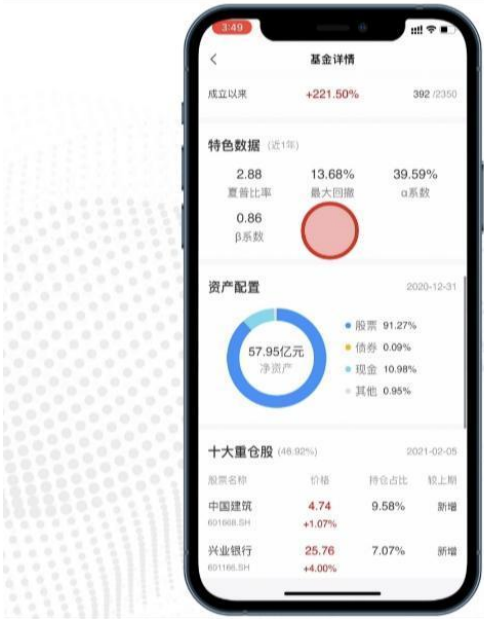 3:49
基金详情
成立以来 +221.50% 392 /2350
特色数据 (近1年)
2.88 13.68% 39.59%
夏普比率 最大回撤 α系数
0.86
β系数
资产配置 2020-12-31
股票 91.27%
57.95亿元 债券 0.09%
净资产 现金 10.98%
其他 0.95%
十大重仓股 (46.92%) 2021-02-05
股票名称 价格 持仓占比 较上期
中国建筑 4.74 9.58% 新增
601668.SH +1.07%
兴业银行 25.76 7.07% 新增
601166.SH +4.00%